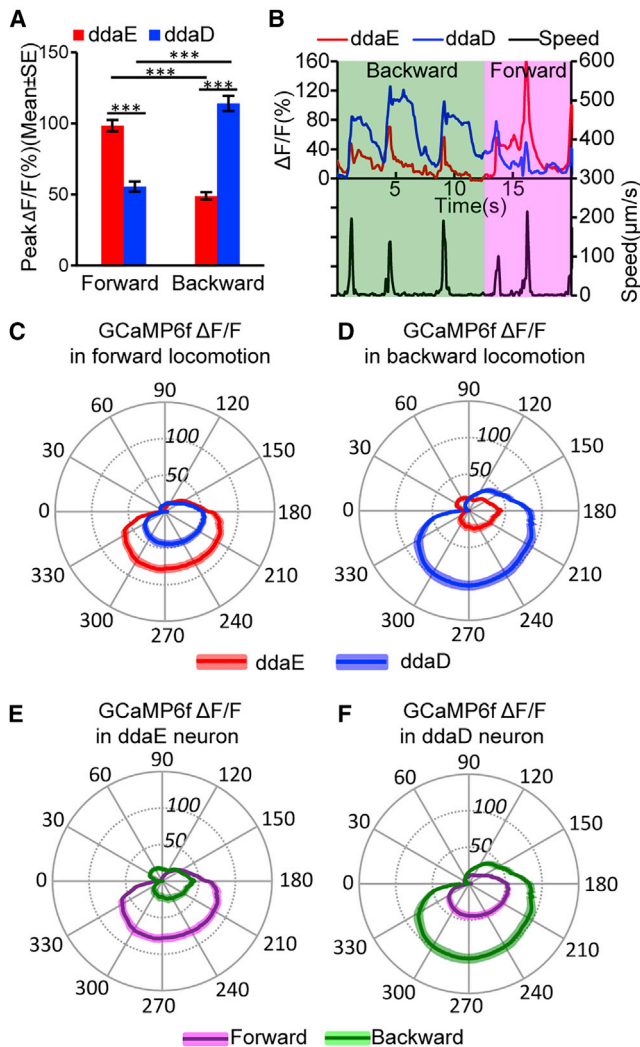 A
ddaE ddaD
Peak ΔF/F(%)(Mean±SE)
150
100
50
0
***
***
***
***
Forward Backward
B
ddaE ddaD Speed
Backward Forward
ΔF/F(%)
160
120
80
40
0
5 10 15
Time(s)
600
500
400
300
200
100
0
Speed(μm/s)
C
GCaMP6f ΔF/F
in forward locomotion
90
60 120
30 150
100
50
0 180
330 210
300 240
270
D
GCaMP6f ΔF/F
in backward locomotion
90
60 120
30 150
100
50
0 180
330 210
300 240
270
ddaE ddaD
E
GCaMP6f ΔF/F
in ddaE neuron
90
60 120
30 150
100
50
0 180
330 210
300 240
270
F
GCaMP6f ΔF/F
in ddaD neuron
90
60 120
30 150
100
50
0 180
330 210
300 240
270
Forward Backward